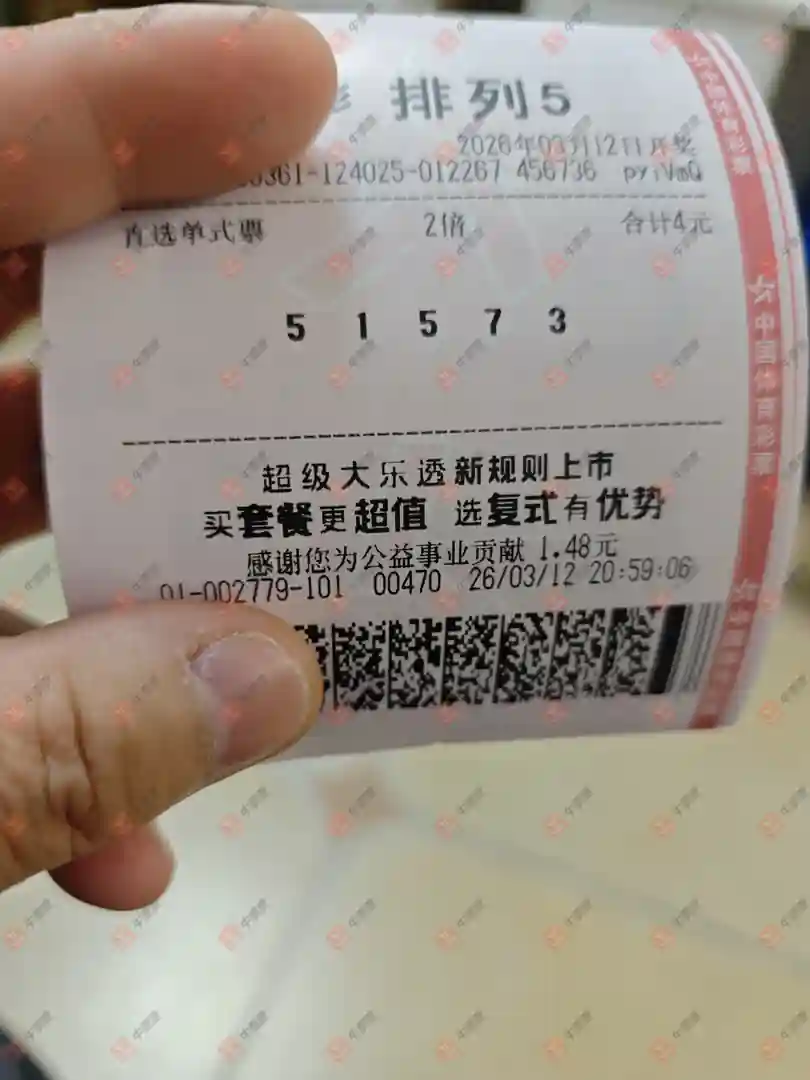 排列5
2026年03月12日开奖
361-124025-012267 456736 pyiVmQ
直选单式票 2倍 合计4元
5 1 5 7 3
超级大乐透新规则上市
买套餐更超值 选复式有优势
感谢您为公益事业贡献 1.48元
01-002779-101 00470 26/03/12 20:59:06
中国体育彩票